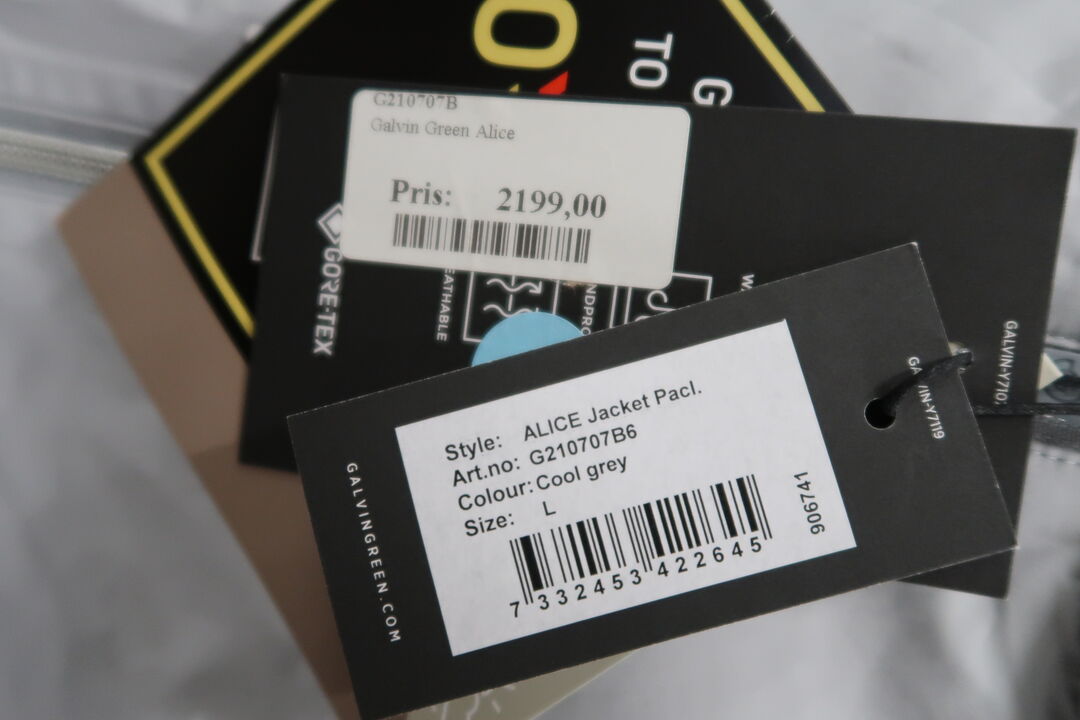 O
TO
G
G210707B
Galvin Green Alice
Pris: 2199,00
GORE-TEX
EATHABLE
NDPRO
W
GALVIN-Y710
GALVIN-Y7119
GALVINGREEN.COM
Style: ALICE Jacket Pacl.
Art.no: G210707B6
Colour: Cool grey
Size: L
906741
7 332453 422645